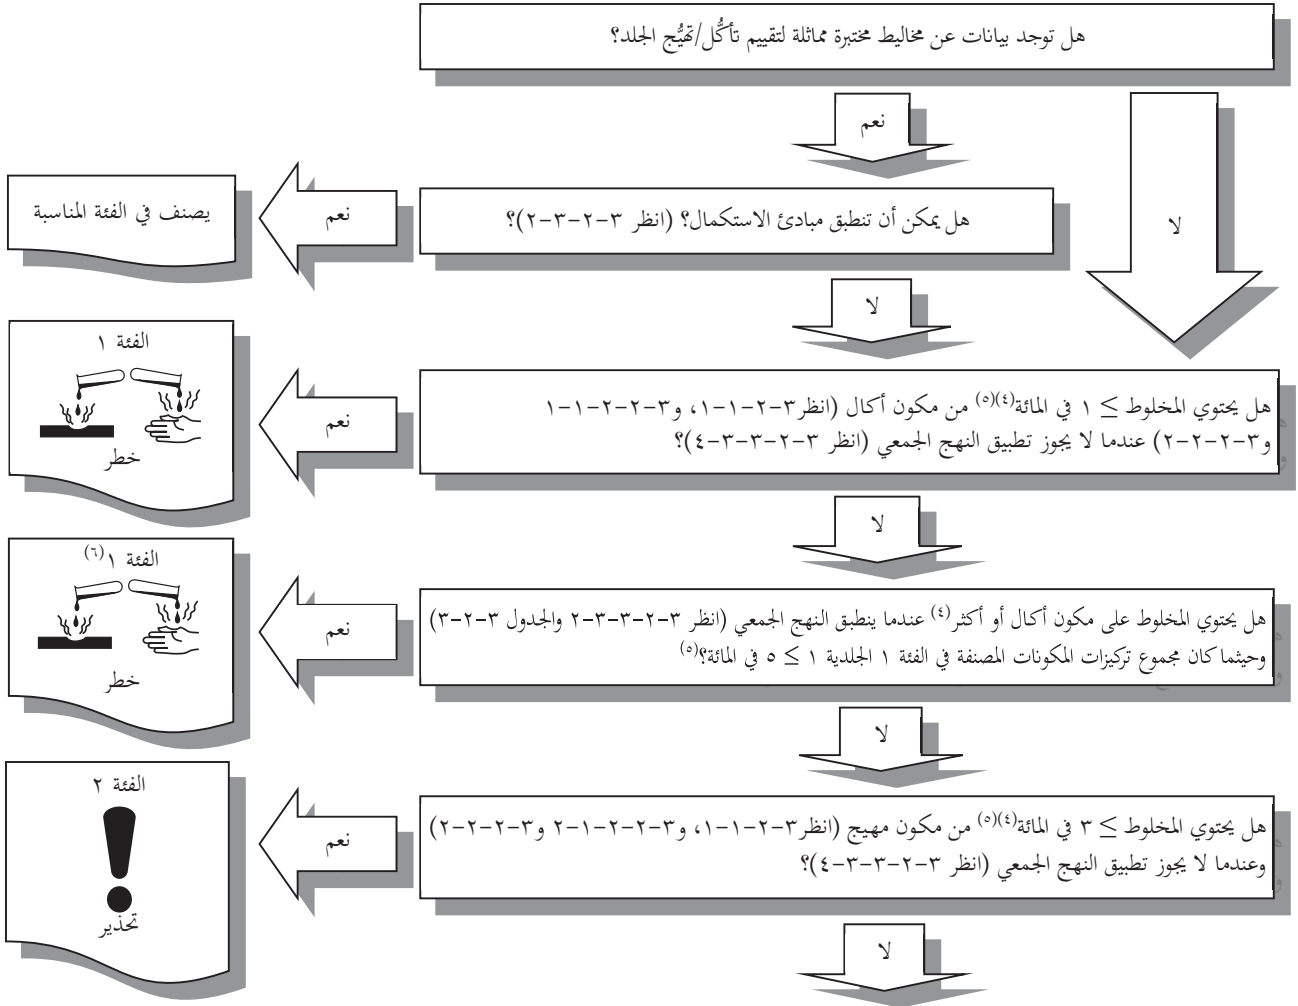 هل توجد بيانات عن مخاليط مختبرة مماثلة لتقييم تأكُّل/تهيُّج الجلد؟
نعم
لا
هل يمكن أن تنطبق مبادئ الاستكمال؟ (انظر ٣-٢-٣-٢)؟
نعم
يصنف في الفئة المناسبة
لا
هل يحتوي المخلوط ≥ ١ في المائة(٤)(٥) من مكون أكال (انظر٣-٢-١-١، و٣-٢-٢-١-١
و٣-٢-٢-٢) عندما لا يجوز تطبيق النهج الجمعي (انظر ٣-٢-٣-٣-٤)؟
نعم
الفئة ١
خطر
لا
هل يحتوي المخلوط على مكون أكال أو أكثر(٤) عندما ينطبق النهج الجمعي (انظر ٣-٢-٣-٣-٢ والجدول ٣-٢-٣)
وحيثما كان مجموع تركيزات المكونات المصنفة في الفئة ١ الجلدية ١ ≥ ٥ في المائة؟(٥)
نعم
الفئة ١(٦)
خطر
لا
هل يحتوي المخلوط ≥ ٣ في المائة(٤)(٥) من مكون مهيج (انظر٣-٢-١-١، و٣-٢-٢-١-٢ و٣-٢-٢-٢)
وعندما لا يجوز تطبيق النهج الجمعي (انظر ٣-٢-٣-٣-٤)؟
نعم
الفئة ٢
تحذير
لا